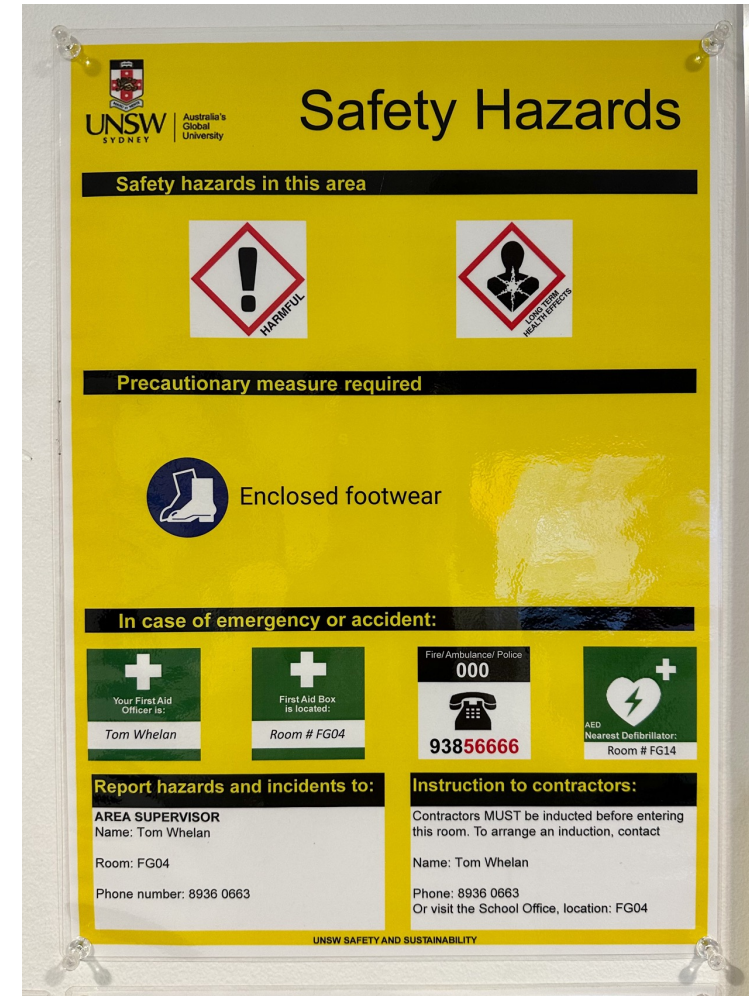 UNSW
SYDNEY
Australia's
Global
University
Safety Hazards
Safety hazards in this area
HARMFUL
LONG TERM
HEALTH EFFECTS
Precautionary measure required
Enclosed footwear
In case of emergency or accident:
Your First Aid
Officer is:
Tom Whelan
First Aid Box
is located:
Room # FG04
Fire/ Ambulance/ Police
000
93856666
AED
Nearest Defibrillator:
Room # FG14
Report hazards and incidents to:
AREA SUPERVISOR
Name: Tom Whelan
Room: FG04
Phone number: 8936 0663
Instruction to contractors:
Contractors MUST be inducted before entering
this room. To arrange an induction, contact
Name: Tom Whelan
Phone: 8936 0663
Or visit the School Office, location: FG04
UNSW SAFETY AND SUSTAINABILITY